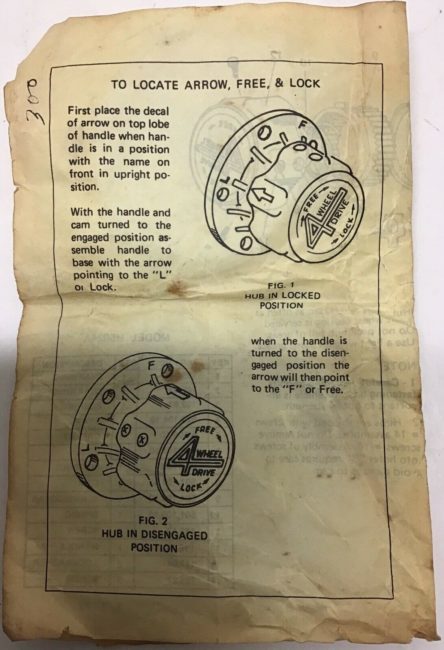 300
TO LOCATE ARROW, FREE, & LOCK
First place the decal
of arrow on top lobe
of handle when han-
dle is in a position
with the name on
front in upright po-
sition.
With the handle and
cam turned to the
engaged position as-
semble handle to
base with the arrow
pointing to the "L"
or Lock.
F
L
FREE
4 WHEEL
DRIVE
LOCK
FIG. 1
HUB IN LOCKED
POSITION
when the handle is
turned to the disen-
gaged position the
arrow will then point
to the "F" or Free.
F
L
FREE
4 WHEEL
DRIVE
LOCK
FIG. 2
HUB IN DISENGAGED
POSITION